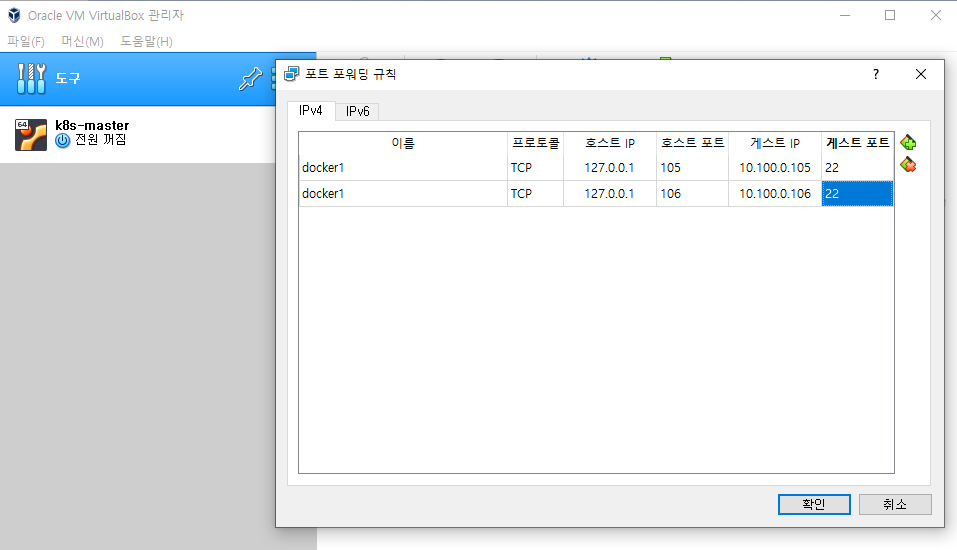 Oracle VM VirtualBox 관리자
파일(F) 머신(M) 도움말(H)
도구
64
k8s-master
전원 꺼짐
포트 포워딩 규칙
?
IPv4 IPv6
이름 프로토콜 호스트 IP 호스트 포트 게스트 IP 게스트 포트
docker1 TCP 127.0.0.1 105 10.100.0.105 22
docker1 TCP 127.0.0.1 106 10.100.0.106 22
확인 취소